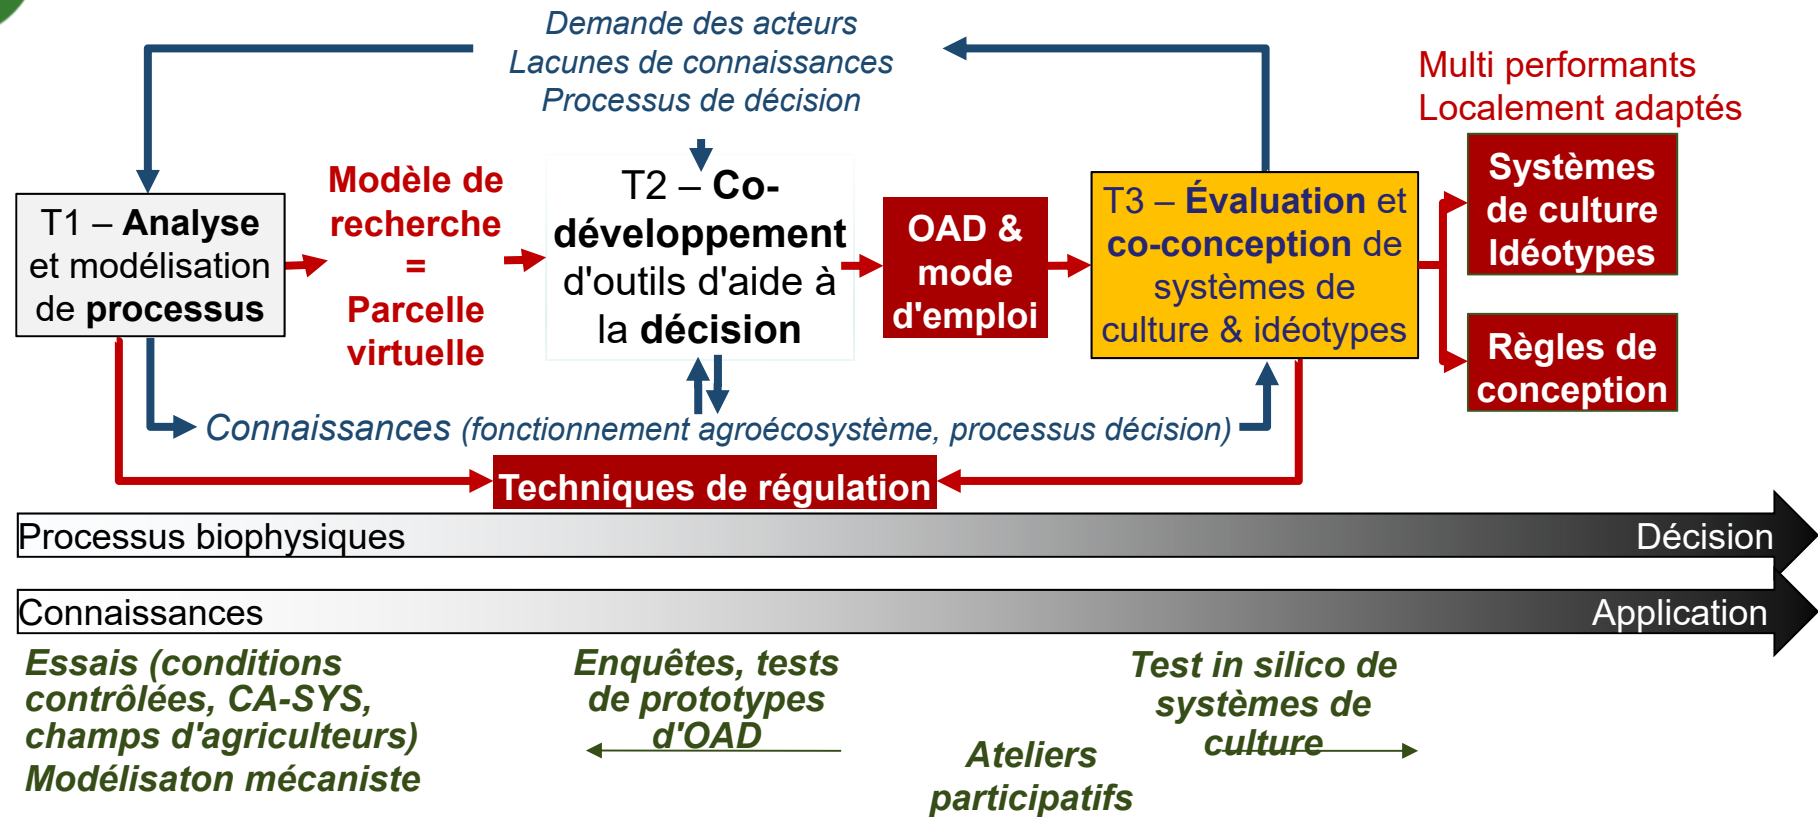 Demande des acteurs
Lacunes de connaissances
Processus de décision
Multi performants
Localement adaptés
T1 – Analyse
et modélisation
de processus
Modèle de
recherche
=
Parcelle
virtuelle
T2 – Co-
développement
d'outils d'aide à
la décision
OAD &
mode
d'emploi
T3 – Évaluation et
co-conception de
systèmes de
culture & idéotypes
Systèmes
de culture
Idéotypes
Règles de
conception
Connaissances (fonctionnement agroécosystème, processus décision)
Techniques de régulation
Processus biophysiques
Décision
Connaissances
Application
Essais (conditions
contrôlées, CA-SYS,
champs d'agriculteurs)
Modélisaton mécaniste
Enquêtes, tests
de prototypes
d'OAD
Ateliers
participatifs
Test in silico de
systèmes de
culture